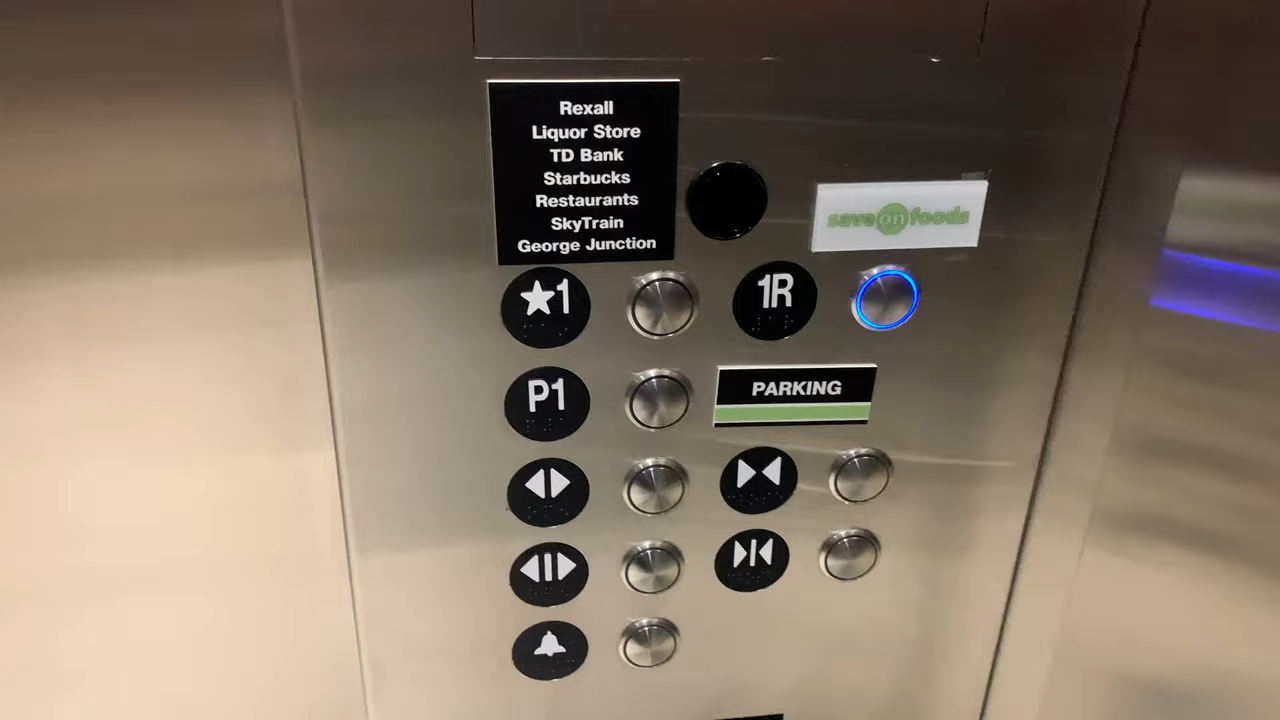 Rexall
Liquor Store
TD Bank
Starbucks
Restaurants
SkyTrain
George Junction
save on foods
★1
1R
P1
PARKING